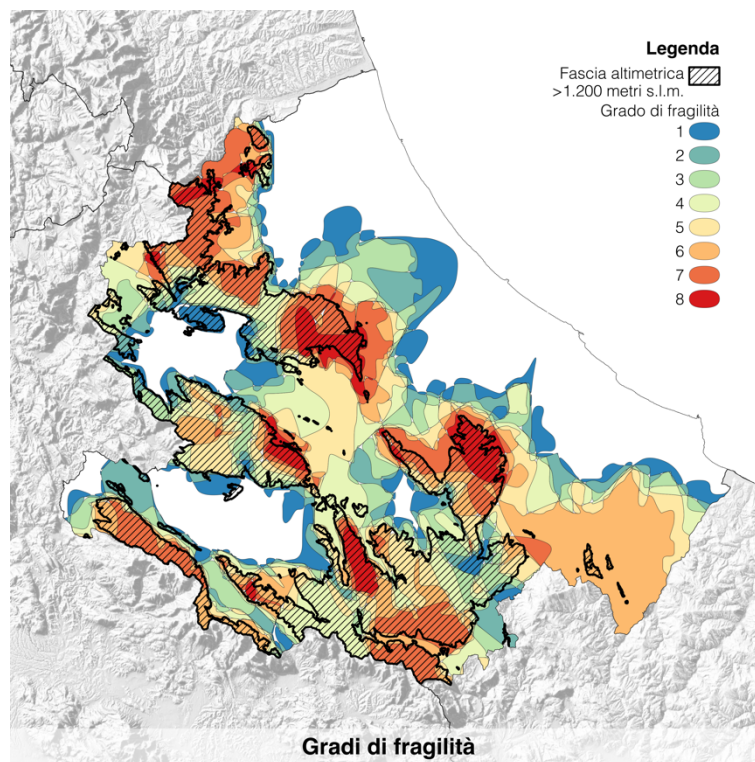 Legenda
Fascia altimetrica
>1.200 metri s.l.m.
Grado di fragilità
1
2
3
4
5
6
7
8
Gradi di fragilità